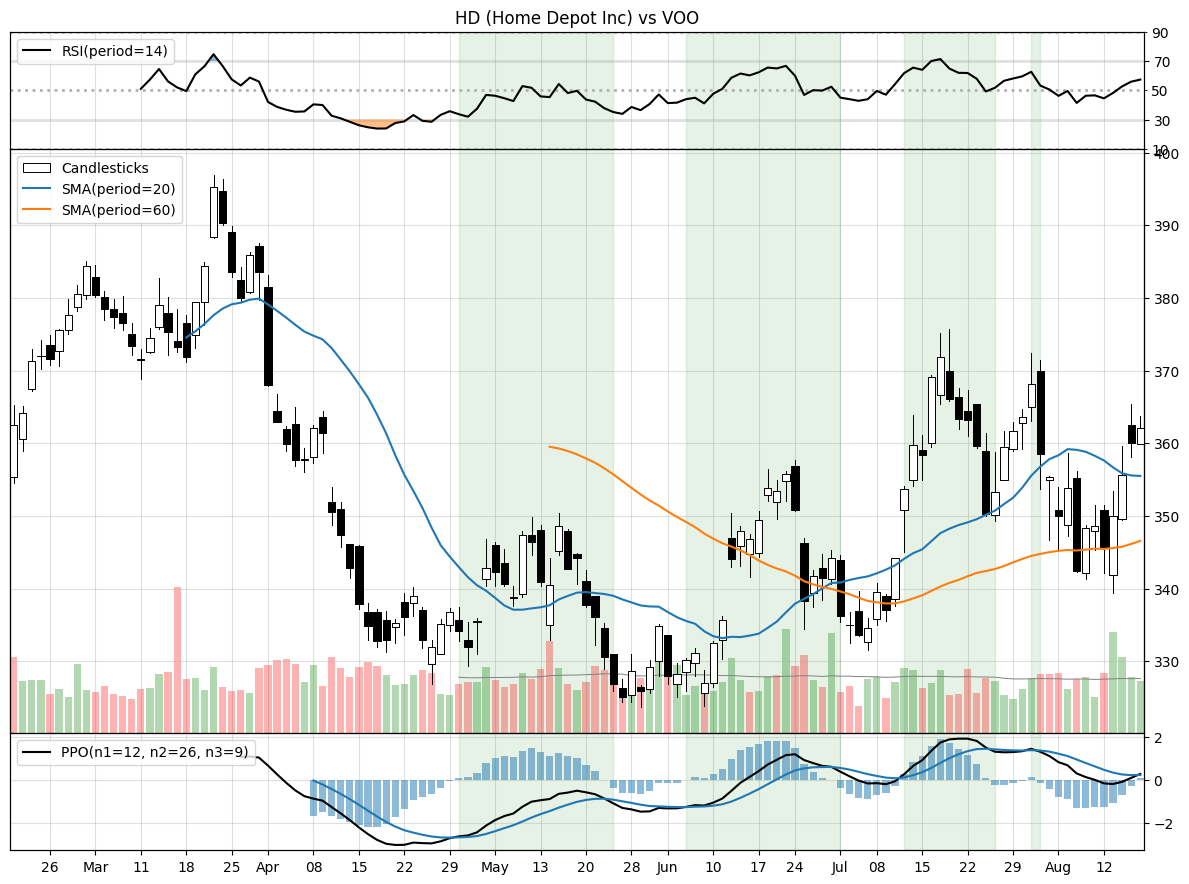 HD (Home Depot Inc) vs VOO
RSI(period=14)
90
70
50
30
10
Candlesticks
SMA(period=20)
SMA(period=60)
400
390
380
370
360
350
340
330
PPO(n1=12, n2=26, n3=9)
2
0
−2
26 Mar 11 18 25 Apr 08 15 22 29 May 13 20 28 Jun 10 17 24 Jul 08 15 22 29 Aug 12